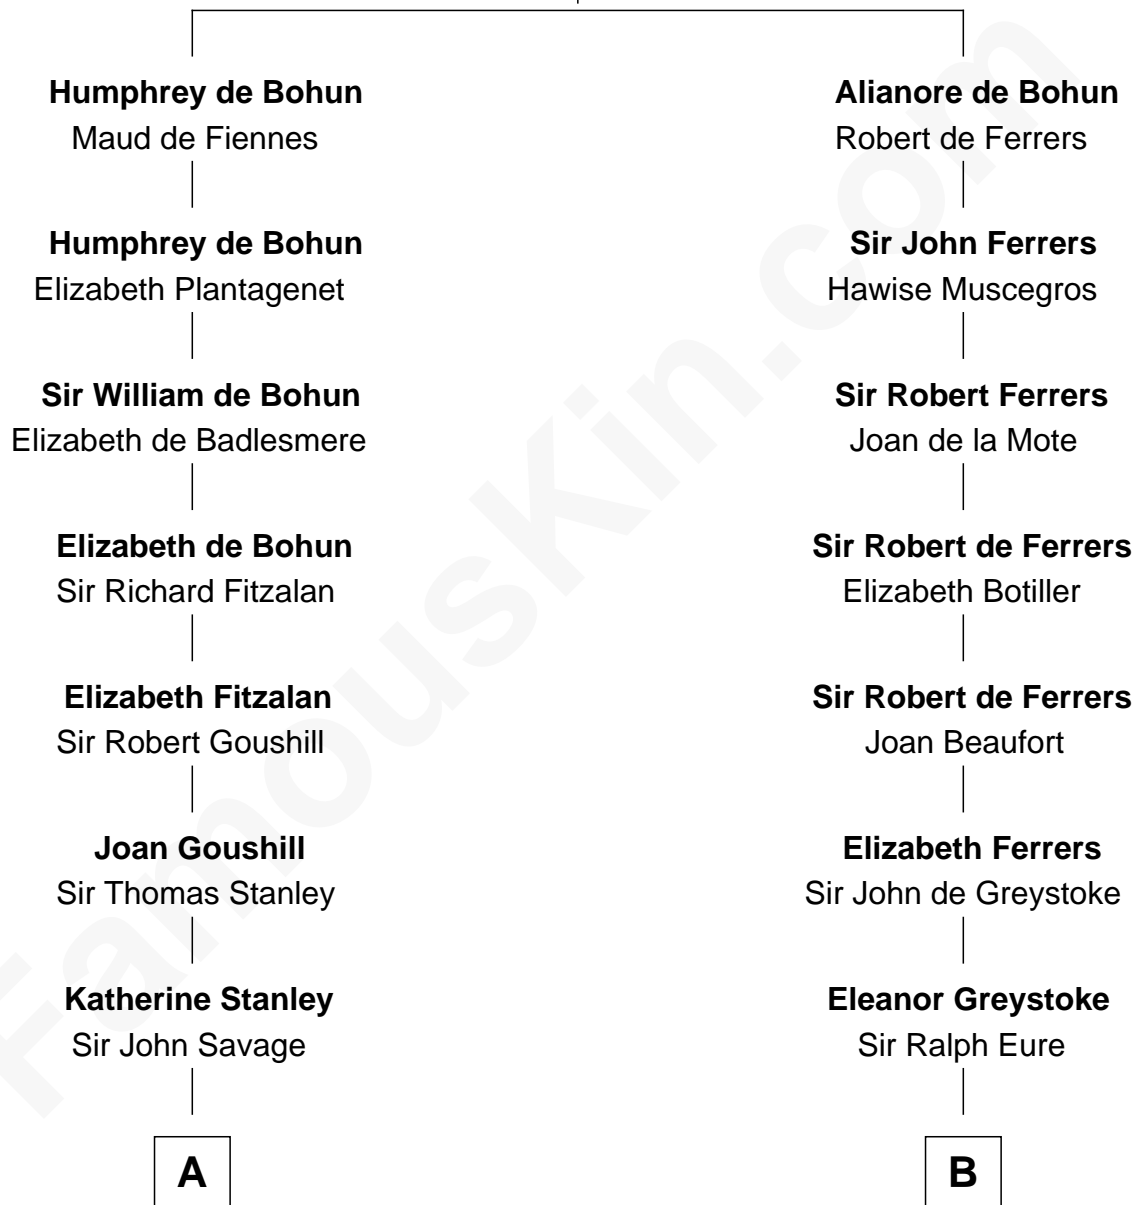 Humphrey de Bohun
Maud de Fiennes
Humphrey de Bohun
Elizabeth Plantagenet
Sir William de Bohun
Elizabeth de Badlesmere
Elizabeth de Bohun
Sir Richard Fitzalan
Elizabeth Fitzalan
Sir Robert Goushill
Joan Goushill
Sir Thomas Stanley
Katherine Stanley
Sir John Savage
A
Alianore de Bohun
Robert de Ferrers
Sir John Ferrers
Hawise Muscegros
Sir Robert Ferrers
Joan de la Mote
Sir Robert de Ferrers
Elizabeth Botiller
Sir Robert de Ferrers
Joan Beaufort
Elizabeth Ferrers
Sir John de Greystoke
Eleanor Greystoke
Sir Ralph Eure
B
FamousKin.com